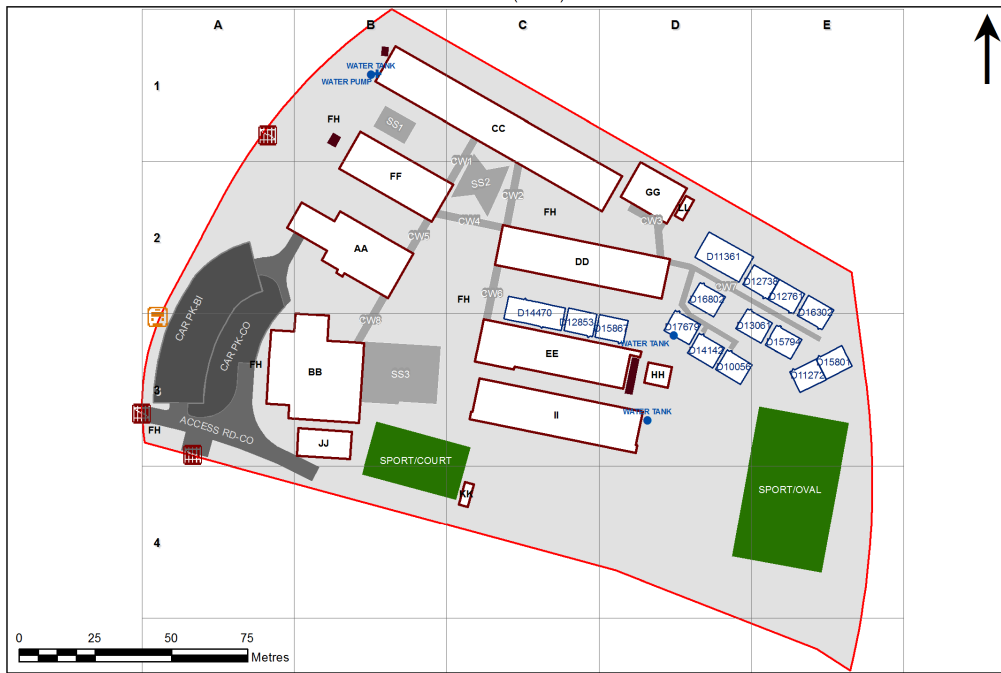 A B C D E
WATER TANK
WATER PUMP
1
FH
SS1
CC
CW1
FF
SS2
CW2
GG
LL
CW4
FH
CW3
2
CW5
AA
DD
D11361
CW7
D12738
D12761
D16302
D16802
CAR PK-BI
CW6
FH
D14470
D12853
D15867
D17679
D13061
D15794
CW8
CAR PK-CO
WATER TANK
EE
D14142
D10056
D15801
D11272
FH
BB
SS3
HH
3
WATER TANK
II
FH
ACCESS RD-CO
JJ
SPORT/COURT
KK
SPORT/OVAL
4
0 25 50 75
Metres